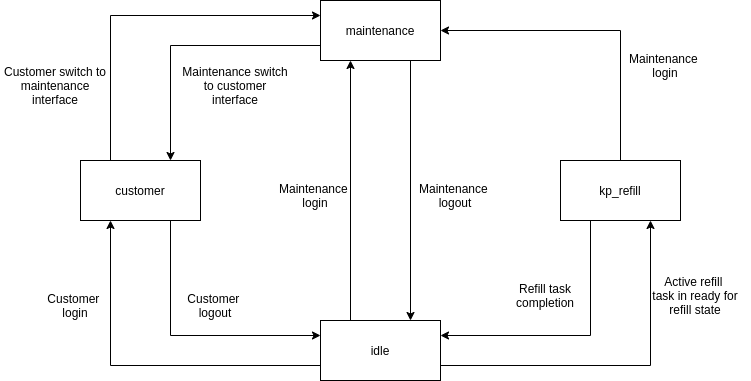 maintenance
Customer switch to
maintenance
interface
Maintenance switch
to customer
interface
Maintenance
login
customer
Maintenance
login
Maintenance
logout
kp_refill
Customer
login
Customer
logout
Refill task
completion
Active refill
task in ready for
refill state
idle